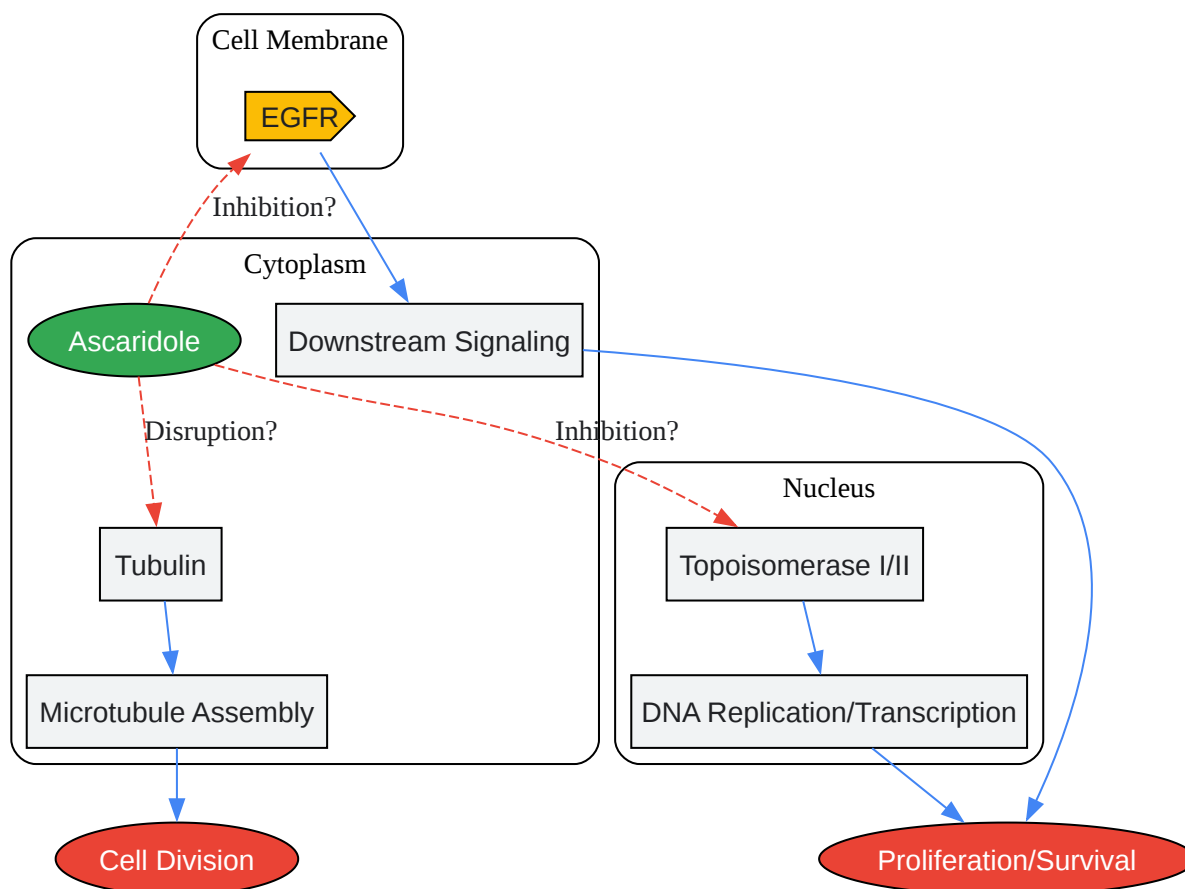 Cell Membrane
EGFR
Inhibition?
Cytoplasm
Ascaridole
Downstream Signaling
Disruption?
Inhibition?
Nucleus
Tubulin
Topoisomerase I/II
Microtubule Assembly
DNA Replication/Transcription
Cell Division
Proliferation/Survival